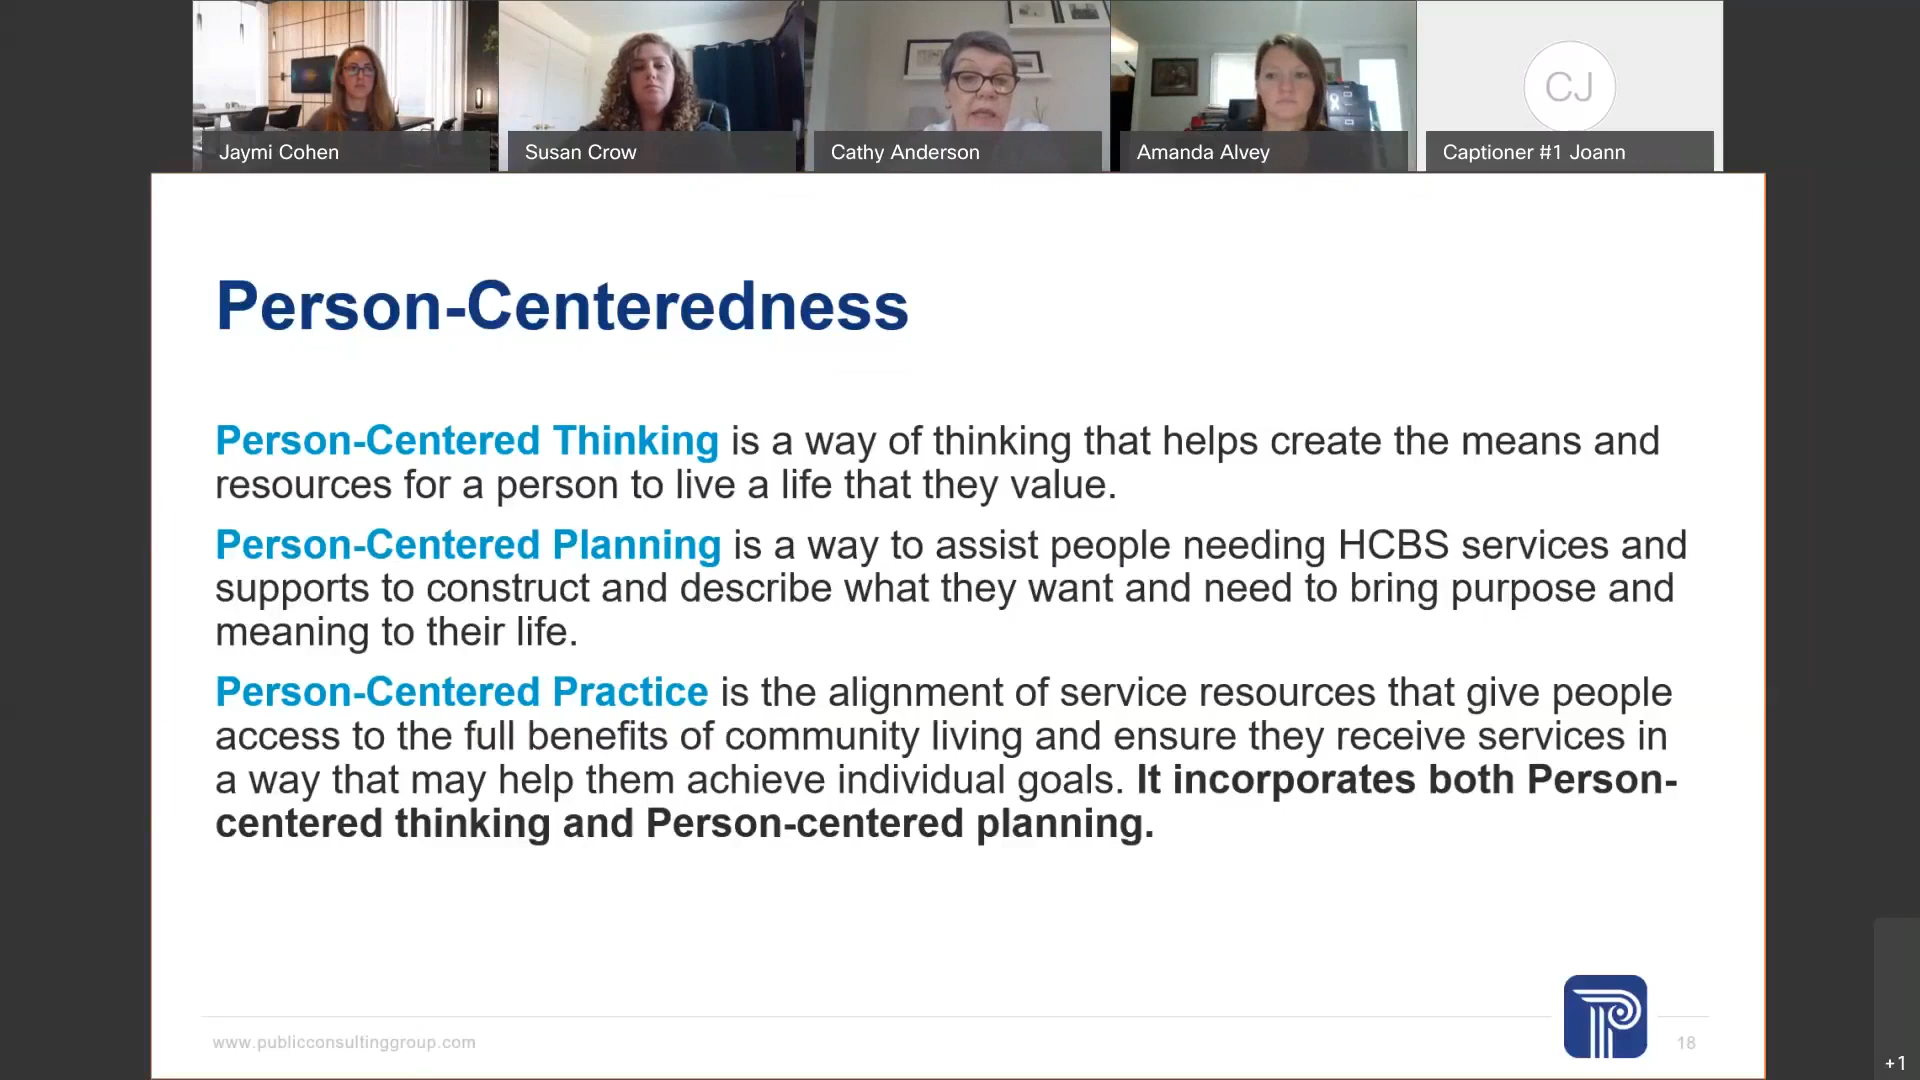 Jaymi Cohen
Susan Crow
Cathy Anderson
Amanda Alvey
CJ
Captioner #1 Joann
Person-Centeredness
Person-Centered Thinking is a way of thinking that helps create the means and
resources for a person to live a life that they value.
Person-Centered Planning is a way to assist people needing HCBS services and
supports to construct and describe what they want and need to bring purpose and
meaning to their life.
Person-Centered Practice is the alignment of service resources that give people
access to the full benefits of community living and ensure they receive services in
a way that may help them achieve individual goals. It incorporates both Person-
centered thinking and Person-centered planning.
www.publicconsultinggroup.com
18
+1